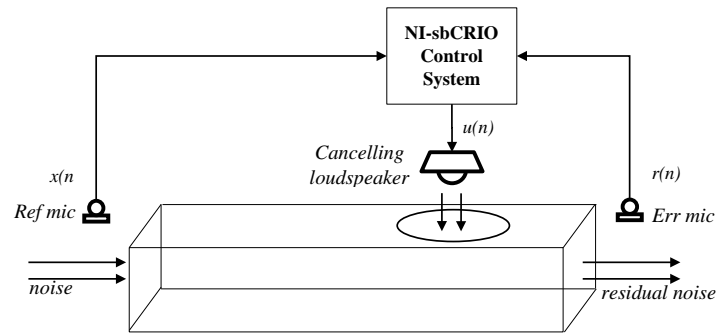 NI-sbCRIO
Control
System
u(n)
Cancelling
loudspeaker
x(n
Ref mic
r(n)
Err mic
noise
residual noise